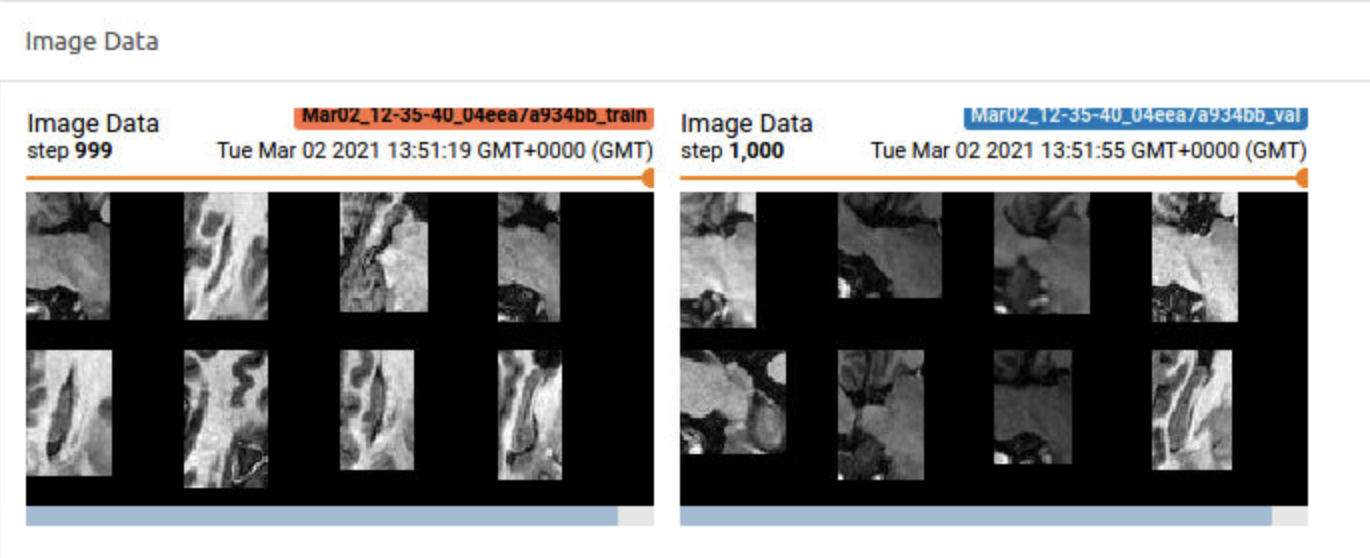 Image Data
Image Data
Mar02_12-35-40_04eea7a934bb_train
step 999
Tue Mar 02 2021 13:51:19 GMT+0000 (GMT)
Image Data
Mar02_12-35-40_04eea7a934bb_val
step 1,000
Tue Mar 02 2021 13:51:55 GMT+0000 (GMT)